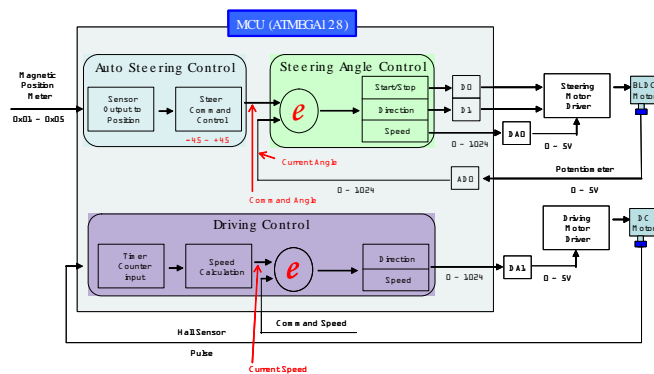 MCU (ATMEGA128)
Magnetic
Position
Meter
0x01 - 0x05
Auto Steering Control
Sensor
Output to
Position
Steer
Command
Control
-45 - +45
Steering Angle Control
e
Start/Stop
Direction
Speed
D0
D1
0 - 1024
DA0
0 - 5V
Steering
Motor
Driver
BLDC
Motor
Current Angle
0 - 1024
AD0
Potentiometer
0 - 5V
Command Angle
Driving Control
Timer
Counter
input
Speed
Calculation
e
Direction
Speed
0 - 1024
DA1
0 - 5V
Driving
Motor
Driver
DC
Motor
Command Speed
Hall Sensor
Pulse
Current Speed